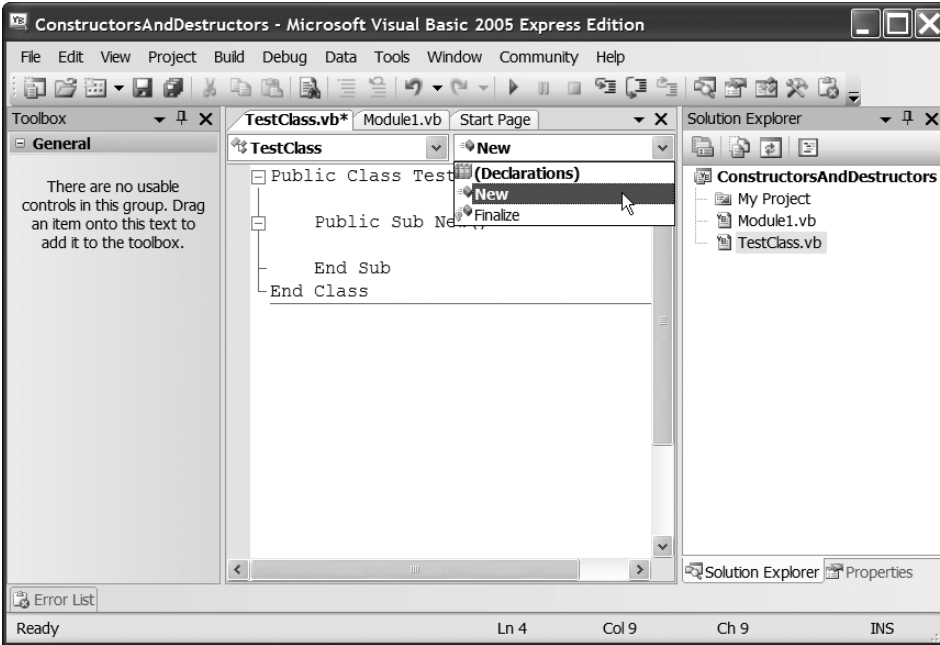 ConstructorsAndDestructors - Microsoft Visual Basic 2005 Express Edition
File Edit View Project Build Debug Data Tools Window Community Help
Toolbox
General
There are no usable
controls in this group. Drag
an item onto this text to
add it to the toolbox.
TestClass.vb* Module1.vb Start Page
TestClass
New
(Declarations)
New
Finalize
Public Class Test
Public Sub New()
End Sub
End Class
Solution Explorer
ConstructorsAndDestructors
My Project
Module1.vb
TestClass.vb
Solution Explorer Properties
Error List
Ready Ln 4 Col 9 Ch 9 INS